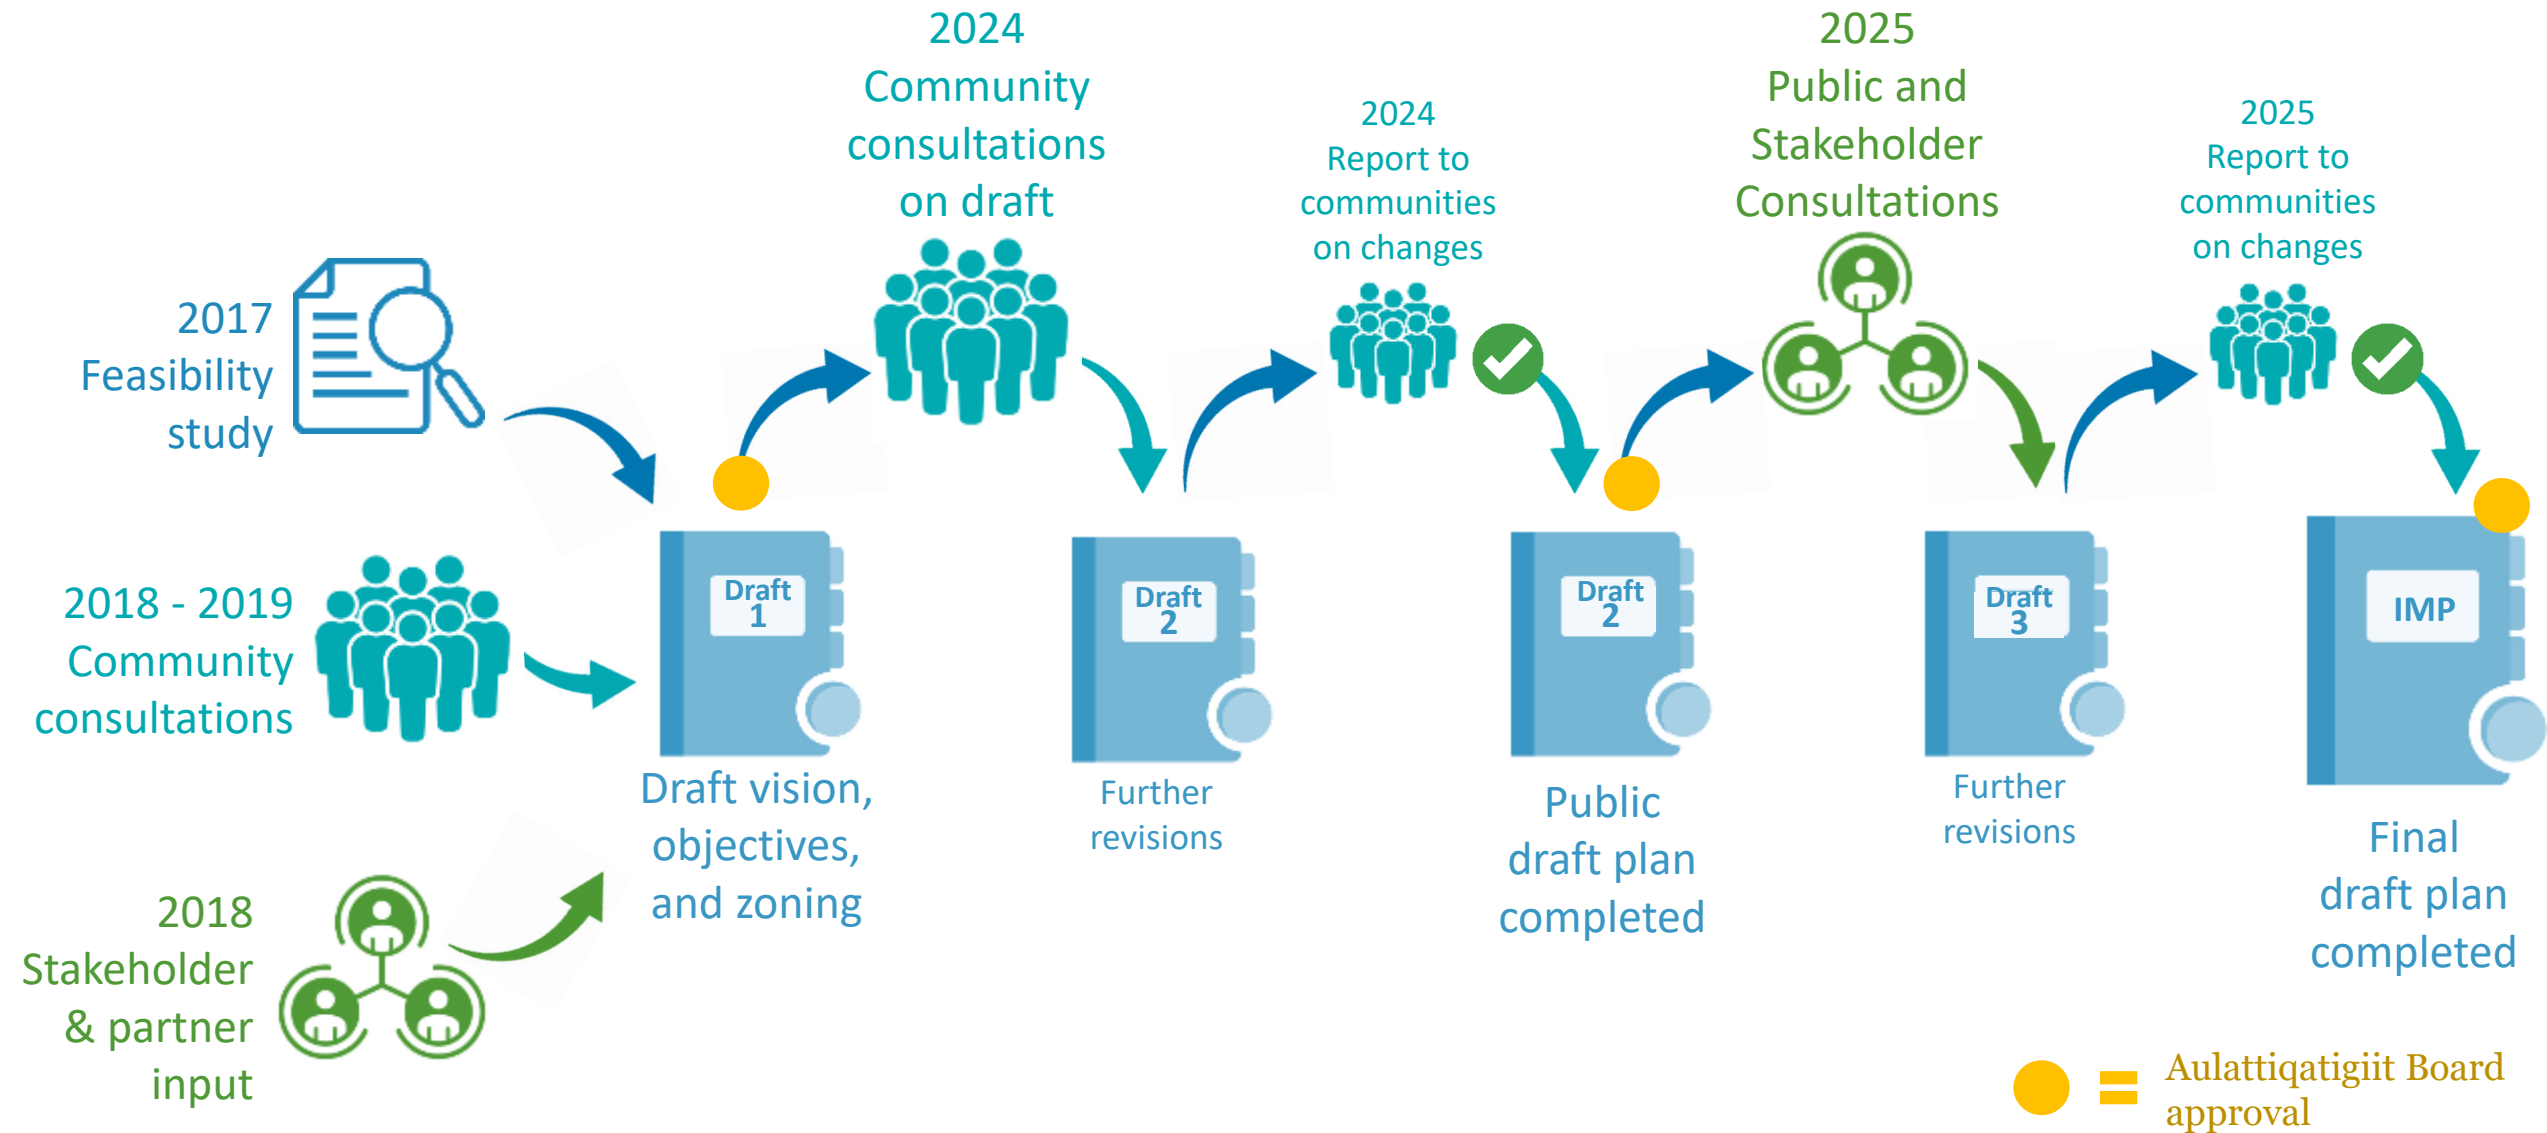 2017
Feasibility
study
2018 - 2019
Community
consultations
2018
Stakeholder
& partner
input
Draft
1
Draft vision,
objectives,
and zoning
2024
Community
consultations
on draft
Draft
2
Further
revisions
2024
Report to
communities
on changes
Draft
2
Public
draft plan
completed
2025
Public and
Stakeholder
Consultations
Draft
3
Further
revisions
2025
Report to
communities
on changes
IMP
Final
draft plan
completed
Aulattiqatigiit Board
approval